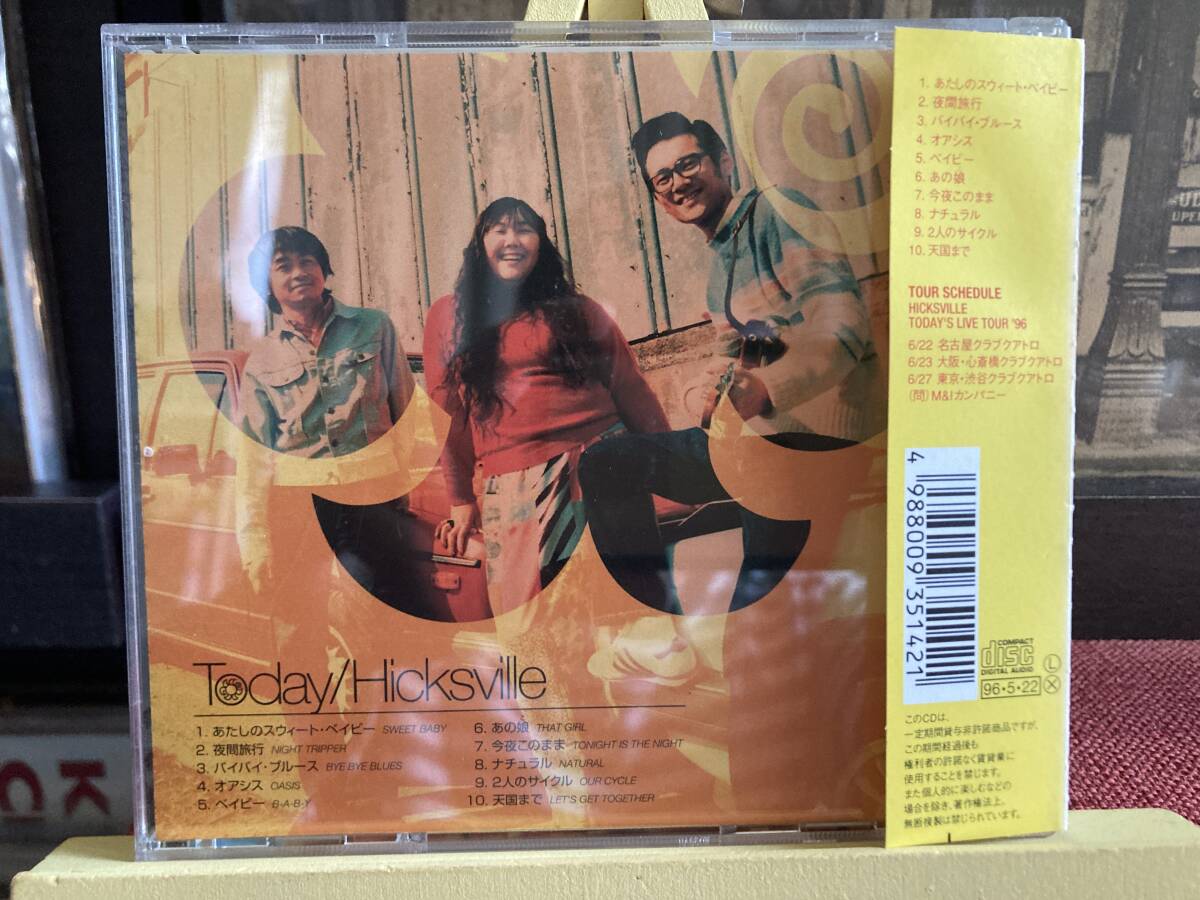 Today/Hicksville
1. あたしのスウィート・ベイビー SWEET BABY
2. 夜間旅行 NIGHT TRIPPER
3. バイバイ・ブルース BYE BYE BLUES
4. オアシス OASIS
5. ベイビー B-A-B-Y
6. あの娘 THAT GIRL
7. 今夜このまま TONIGHT IS THE NIGHT
8. ナチュラル NATURAL
9. 2人のサイクル OUR CYCLE
10. 天国まで LET'S GET TOGETHER
1. あたしのスウィート・ベイビー
2. 夜間旅行
3. バイバイ・ブルース
4. オアシス
5. ベイビー
6. あの娘
7. 今夜このまま
8. ナチュラル
9. 2人のサイクル
10. 天国まで
TOUR SCHEDULE
HICKSVILLE
TODAY'S LIVE TOUR '96
6/22 名古屋クラブクアトロ
6/23 大阪・心斎橋クラブクアトロ
6/27 東京・渋谷クラブクアトロ
(問)M&Iカンパニー
4 988009 351421
COMPACT
disc
DIGITAL AUDIO
L
96・5・22 X
このCDは、
一定期間貸与非許諾商品ですが、
この期間経過後も
権利者の許諾なく賃貸業に
使用することを禁じます。
また個人的に楽しむなどの
場合を除き、著作権法上、
無断複製は禁じられています。